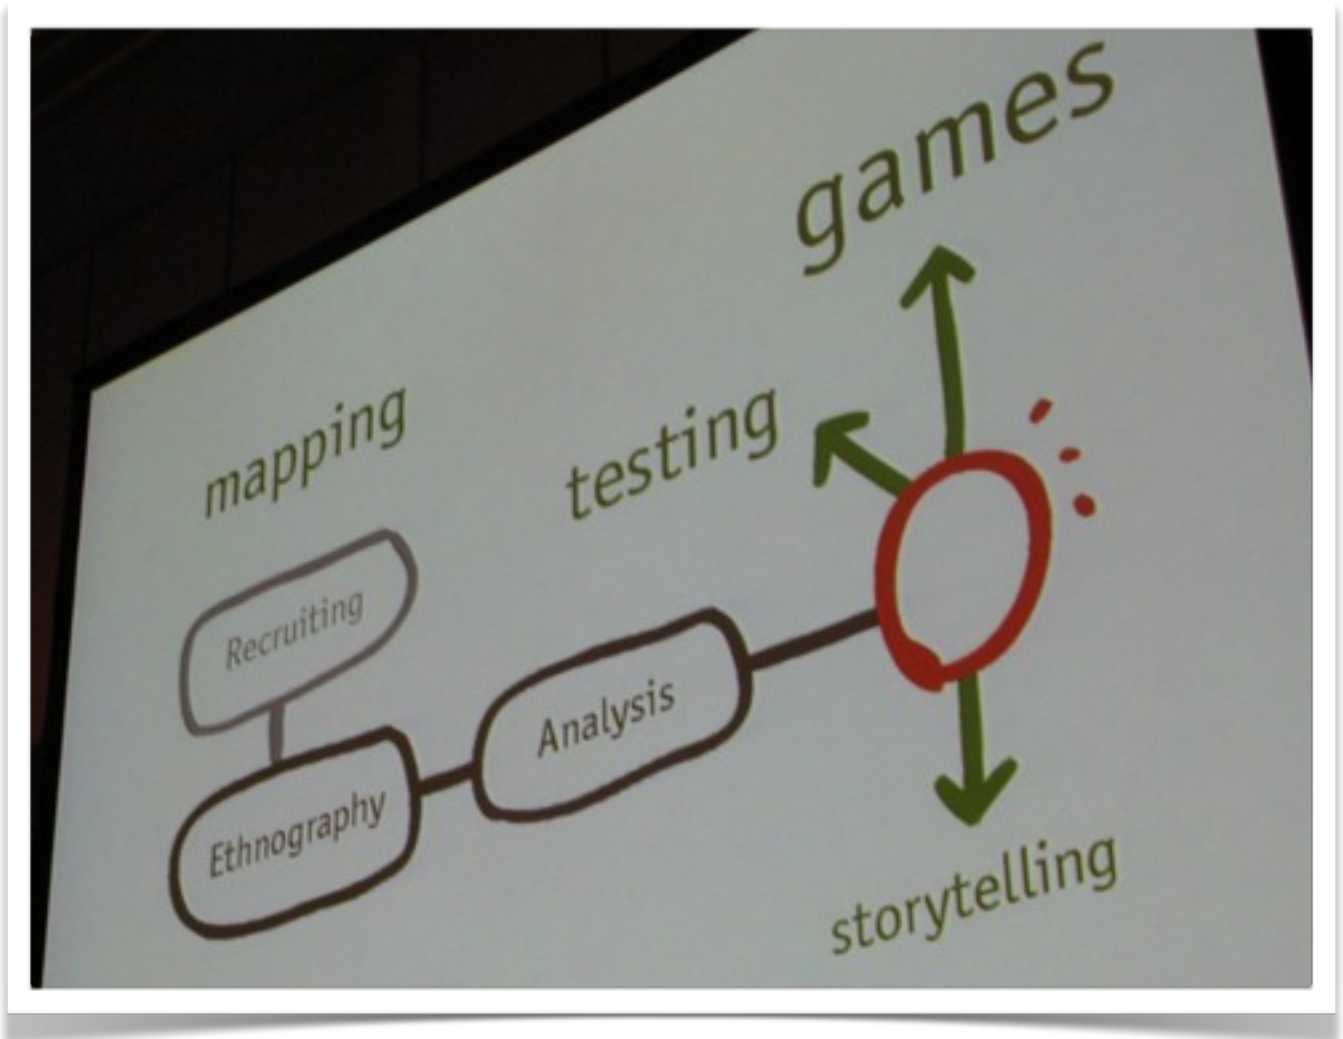 games
mapping
testing
Recruiting
Analysis
Ethnography
storytelling